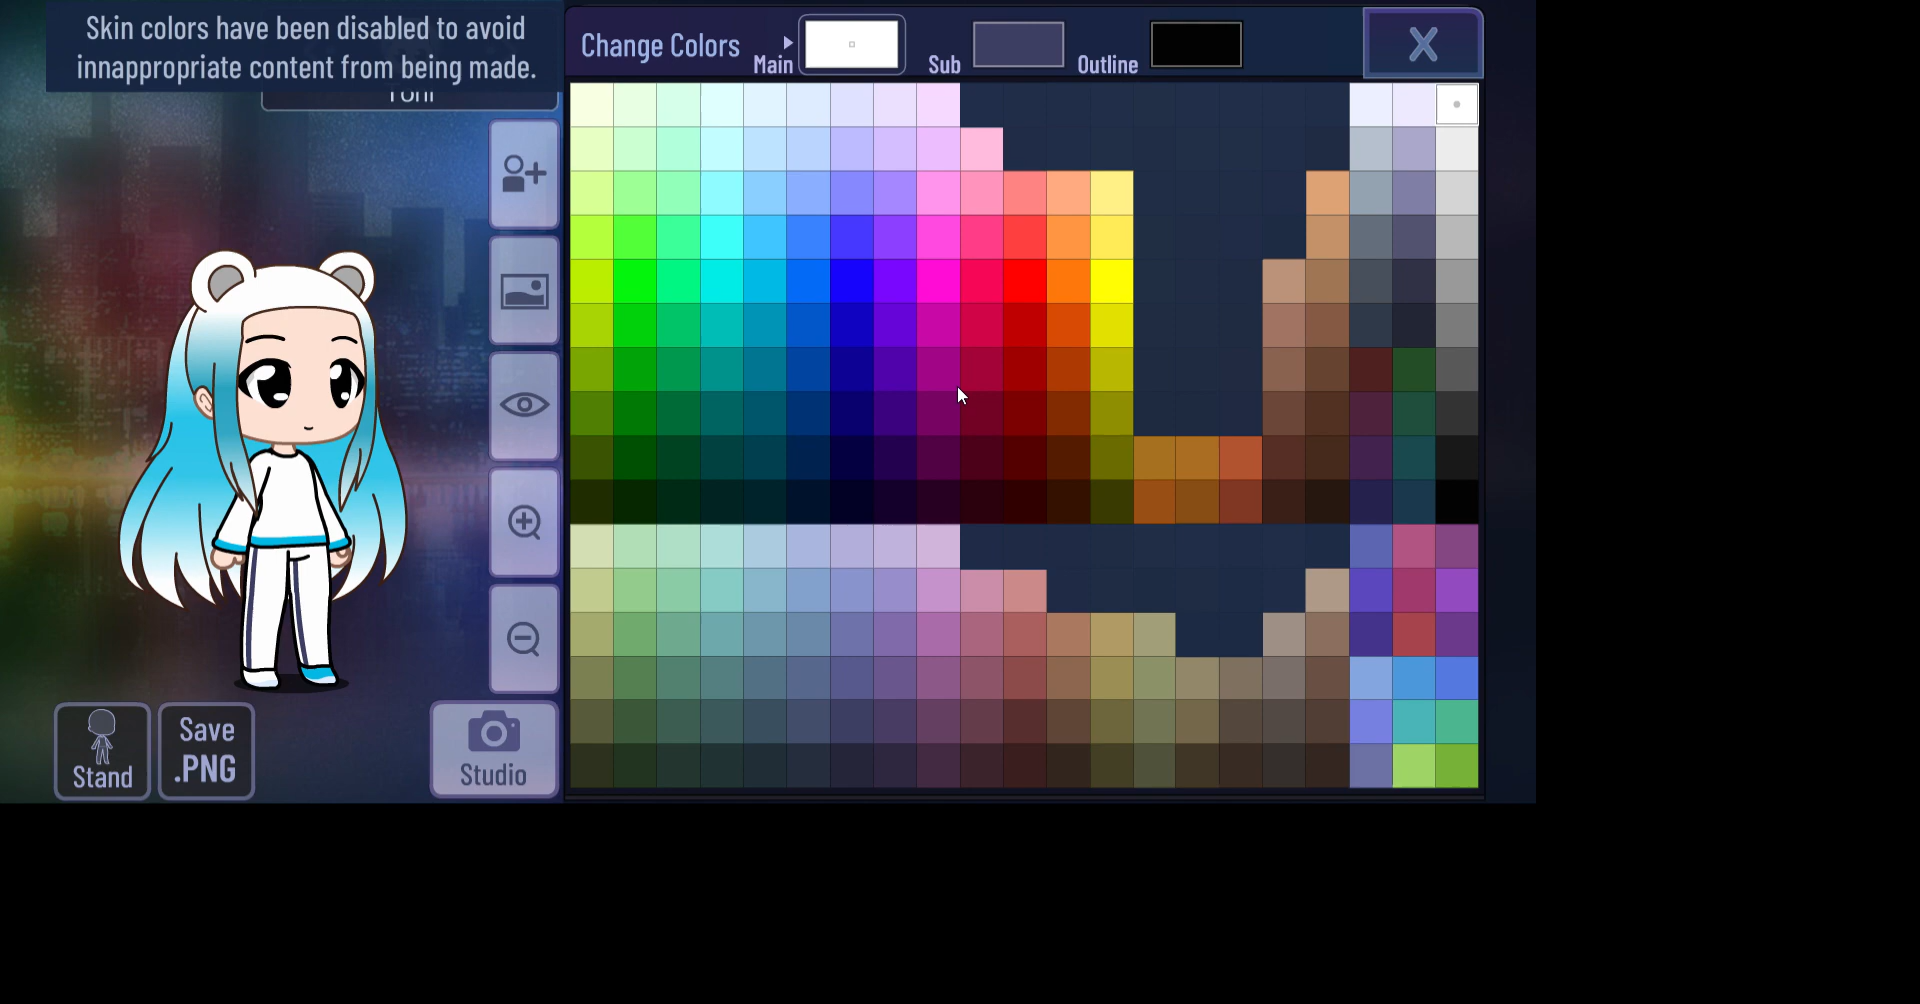 Skin colors have been disabled to avoid
innappropriate content from being made.
Change Colors
Main
Sub
Outline
X
Stand
Save
.PNG
Studio